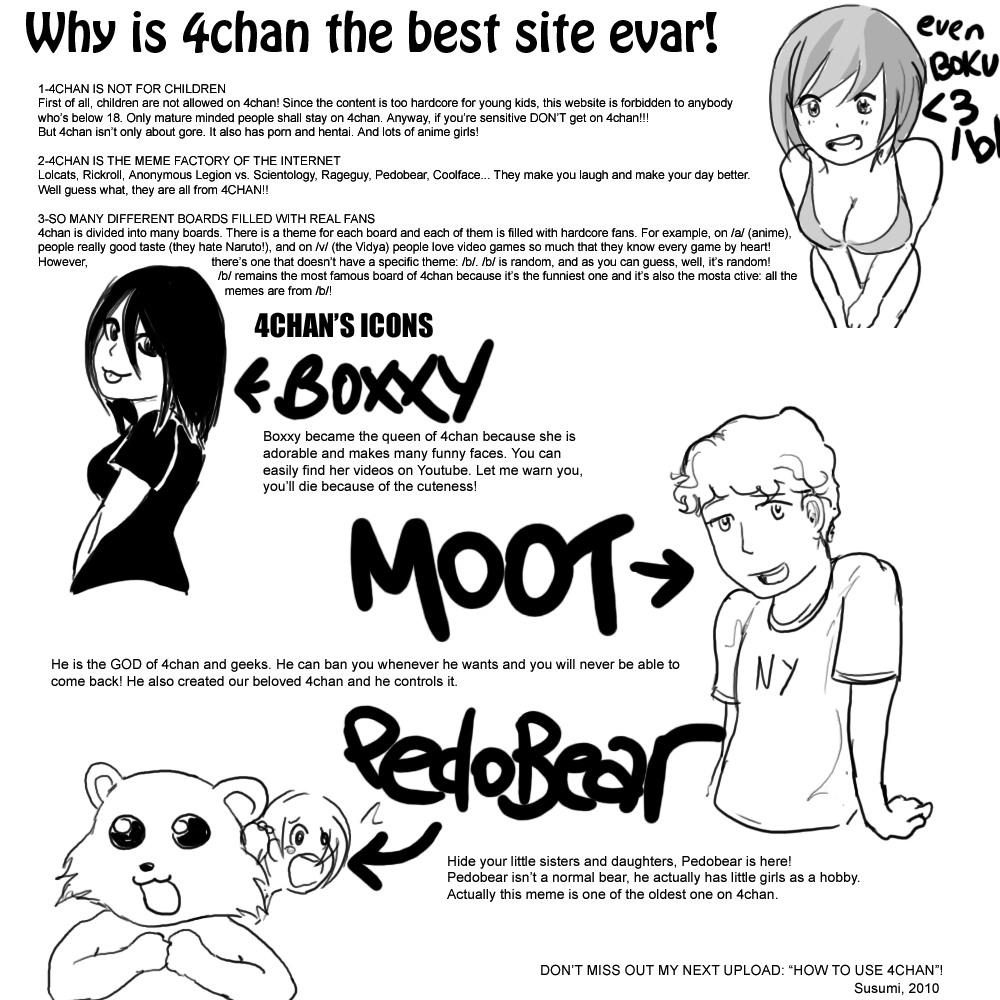 Why is 4chan the best site evar!
even
BOKU
<3
/b/
1-4CHAN IS NOT FOR CHILDREN
First of all, children are not allowed on 4chan! Since the content is too hardcore for young kids, this website is forbidden to anybody
who's below 18. Only mature minded people shall stay on 4chan. Anyway, if you're sensitive DON'T get on 4chan!!!
But 4chan isn't only about gore. It also has porn and hentai. And lots of anime girls!
2-4CHAN IS THE MEME FACTORY OF THE INTERNET
Lolcats, Rickroll, Anonymous Legion vs. Scientology, Rageguy, Pedobear, Coolface... They make you laugh and make your day better.
Well guess what, they are all from 4CHAN!!
3-SO MANY DIFFERENT BOARDS FILLED WITH REAL FANS
4chan is divided into many boards. There is a theme for each board and each of them is filled with hardcore fans. For example, on /a/ (anime),
people really good taste (they hate Naruto!), and on /v/ (the Vidya) people love video games so much that they know every game by heart!
However, there's one that doesn't have a specific theme: /b/. /b/ is random, and as you can guess, well, it's random!
/b/ remains the most famous board of 4chan because it's the funniest one and it's also the mosta ctive: all the
memes are from /b/!
4CHAN'S ICONS
BOXXY
Boxxy became the queen of 4chan because she is
adorable and makes many funny faces. You can
easily find her videos on Youtube. Let me warn you,
you'll die because of the cuteness!
MOOT
NY
He is the GOD of 4chan and geeks. He can ban you whenever he wants and you will never be able to
come back! He also created our beloved 4chan and he controls it.
PedoBear
Hide your little sisters and daughters, Pedobear is here!
Pedobear isn't a normal bear, he actually has little girls as a hobby.
Actually this meme is one of the oldest one on 4chan.
DON'T MISS OUT MY NEXT UPLOAD: "HOW TO USE 4CHAN"!
Susumi, 2010